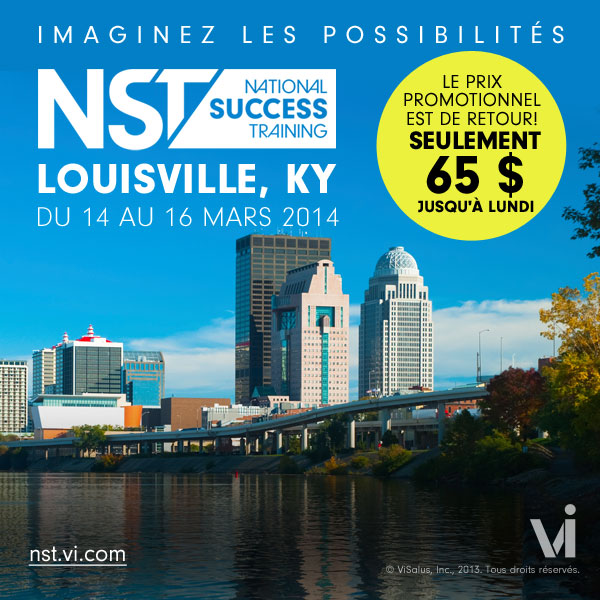 IMAGINEZ LES POSSIBILITÉS
NST/ NATIONAL
SUCCESS
TRAINING
LOUISVILLE, KY
DU 14 AU 16 MARS 2014
LE PRIX
PROMOTIONNEL
EST DE RETOUR!
SEULEMENT
65 $
JUSQU'À LUNDI
nst.vi.com
vi
© ViSalus, Inc., 2013. Tous droits réservés.